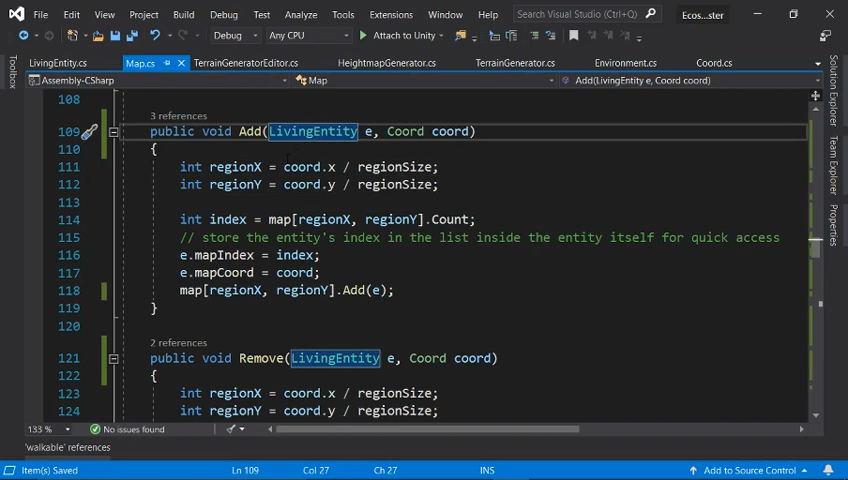 File Edit View Git Project Build Debug Test Analyze Tools Extensions Window Help Search Visual Studio (Ctrl+Q) Ecos...ster
Debug Any CPU Attach to Unity
LivingEntity.cs Map.cs TerrainGeneratorEditor.cs HeightmapGenerator.cs TerrainGenerator.cs Environment.cs Coord.cs
Toolbox
Assembly-CSharp Map Add(LivingEntity e, Coord coord)
108
3 references
109 public void Add(LivingEntity e, Coord coord)
110 {
111 int regionX = coord.x / regionSize;
112 int regionY = coord.y / regionSize;
113
114 int index = map[regionX, regionY].Count;
115 // store the entity's index in the list inside the entity itself for quick access
116 e.mapIndex = index;
117 e.mapCoord = coord;
118 map[regionX, regionY].Add(e);
119 }
120
2 references
121 public void Remove(LivingEntity e, Coord coord)
122 {
123 int regionX = coord.x / regionSize;
124 int regionY = coord.y / regionSize;
Solution Explorer
Team Explorer
Properties
133 % No issues found
'walkable' references
Item(s) Saved Ln 109 Col 27 Ch 27 INS Add to Source Control